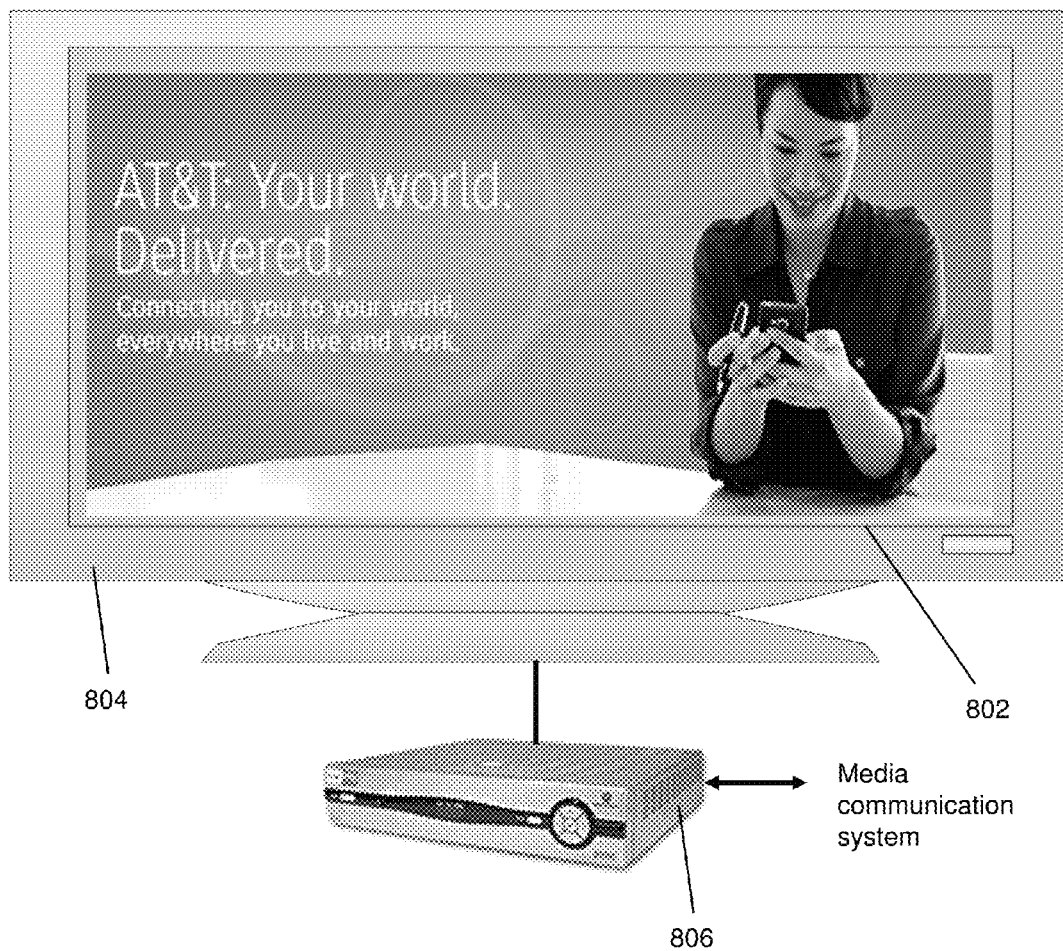 AT&T: Your world.
Delivered.
Connecting you to your world,
everywhere you live and work.
804
802
Media
communication
system
806